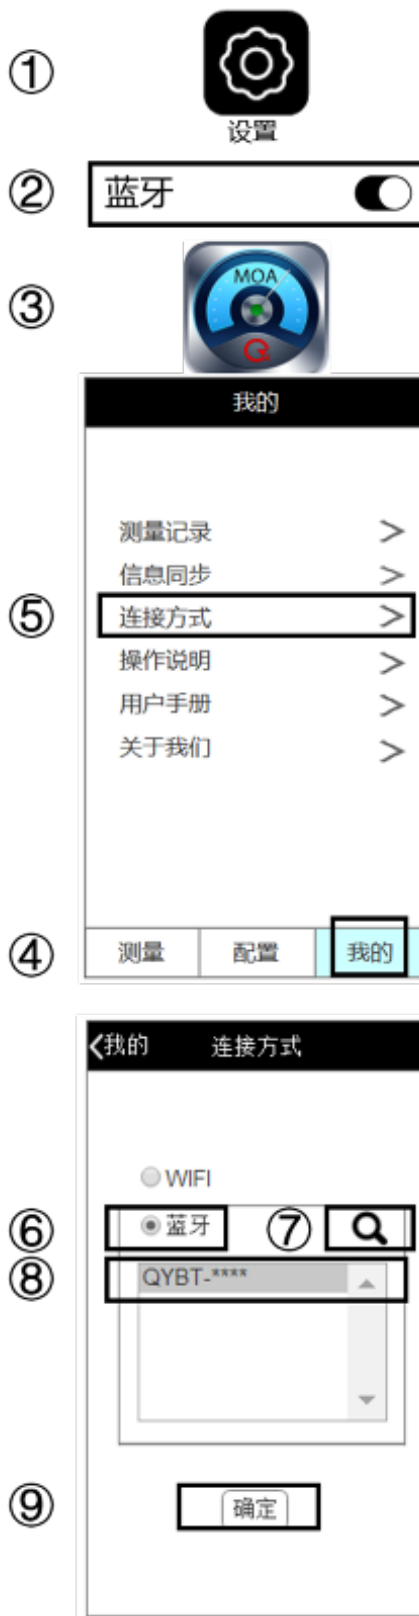 ①
设置
②
蓝牙
③
MOA
我的
测量记录 >
信息同步 >
⑤ 连接方式 >
操作说明 >
用户手册 >
关于我们 >
④ 测量 配置 我的
<我的 连接方式
WIFI
⑥ 蓝牙 ⑦
⑧ QYBT-****
⑨ 确定